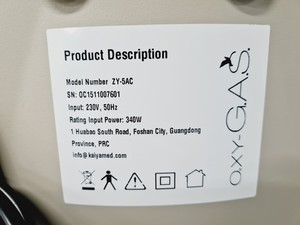 Product Description
Model Number ZY-5AC
SN: OC1511007601
Input: 230V, 50Hz
Rating Input Power: 340W
1 Huabao South Road, Foshan City, Guangdong
Province, PRC
info@kaiyamed.com
OXY-G.A.S.